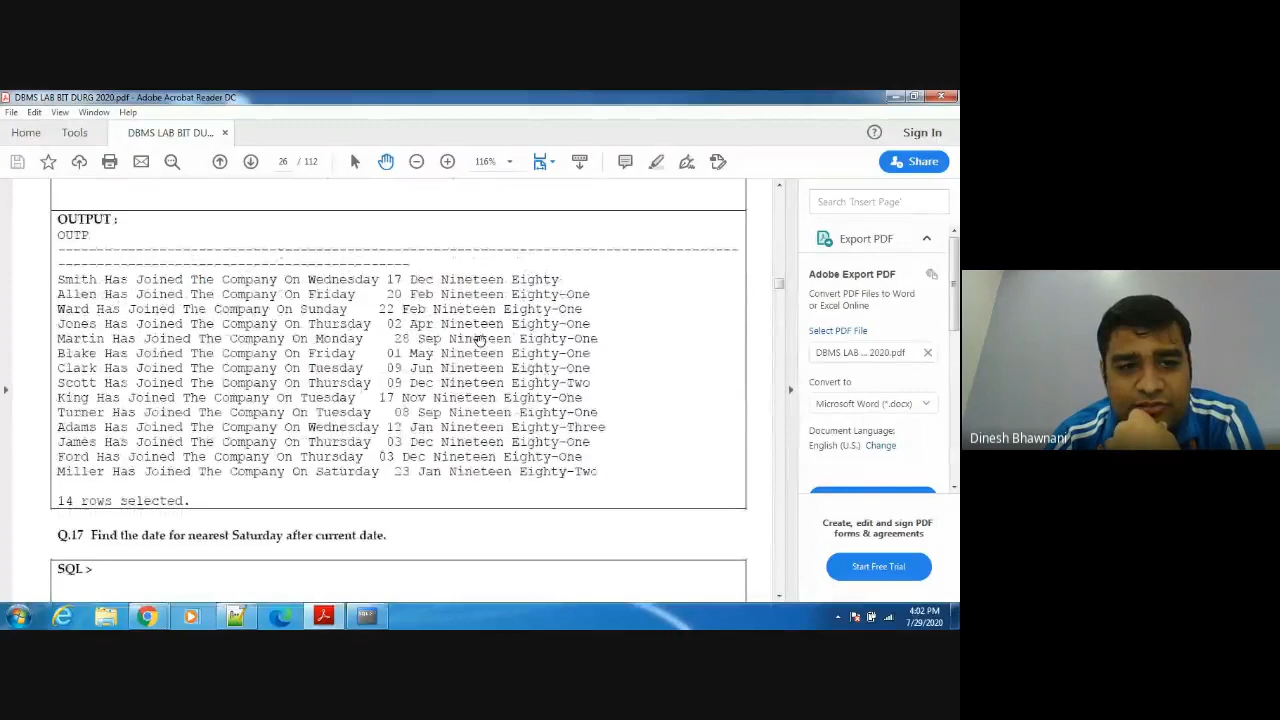 DBMS LAB BIT DURG 2020.pdf - Adobe Acrobat Reader DC
File Edit View Window Help
Home Tools DBMS LAB BIT DU... × Sign In
26 / 112 116% Share
OUTPUT :
OUTP
--------------------------------------------------------------------------------------
---------------------------------------------
Smith Has Joined The Company On Wednesday 17 Dec Nineteen Eighty
Allen Has Joined The Company On Friday 20 Feb Nineteen Eighty-One
Ward Has Joined The Company On Sunday 22 Feb Nineteen Eighty-One
Jones Has Joined The Company On Thursday 02 Apr Nineteen Eighty-One
Martin Has Joined The Company On Monday 28 Sep Nineteen Eighty-One
Blake Has Joined The Company On Friday 01 May Nineteen Eighty-One
Clark Has Joined The Company On Tuesday 09 Jun Nineteen Eighty-One
Scott Has Joined The Company On Thursday 09 Dec Nineteen Eighty-Two
King Has Joined The Company On Tuesday 17 Nov Nineteen Eighty-One
Turner Has Joined The Company On Tuesday 08 Sep Nineteen Eighty-One
Adams Has Joined The Company On Wednesday 12 Jan Nineteen Eighty-Three
James Has Joined The Company On Thursday 03 Dec Nineteen Eighty-One
Ford Has Joined The Company On Thursday 03 Dec Nineteen Eighty-One
Miller Has Joined The Company On Saturday 23 Jan Nineteen Eighty-Two
14 rows selected.
Q.17 Find the date for nearest Saturday after current date.
SQL >
Search 'Insert Page'
Export PDF
Adobe Export PDF
Convert PDF Files to Word
or Excel Online
Select PDF File
DBMS LAB ... 2020.pdf ×
Convert to
Microsoft Word (*.docx)
Document Language:
English (U.S.) Change
Create, edit and sign PDF
forms & agreements
Start Free Trial
4:02 PM
7/29/2020
Dinesh Bhawnani